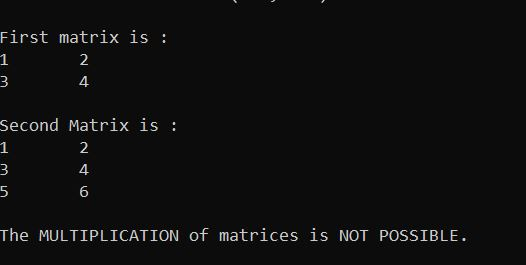 First matrix is :
1 2
3 4
Second Matrix is :
1 2
3 4
5 6
The MULTIPLICATION of matrices is NOT POSSIBLE.